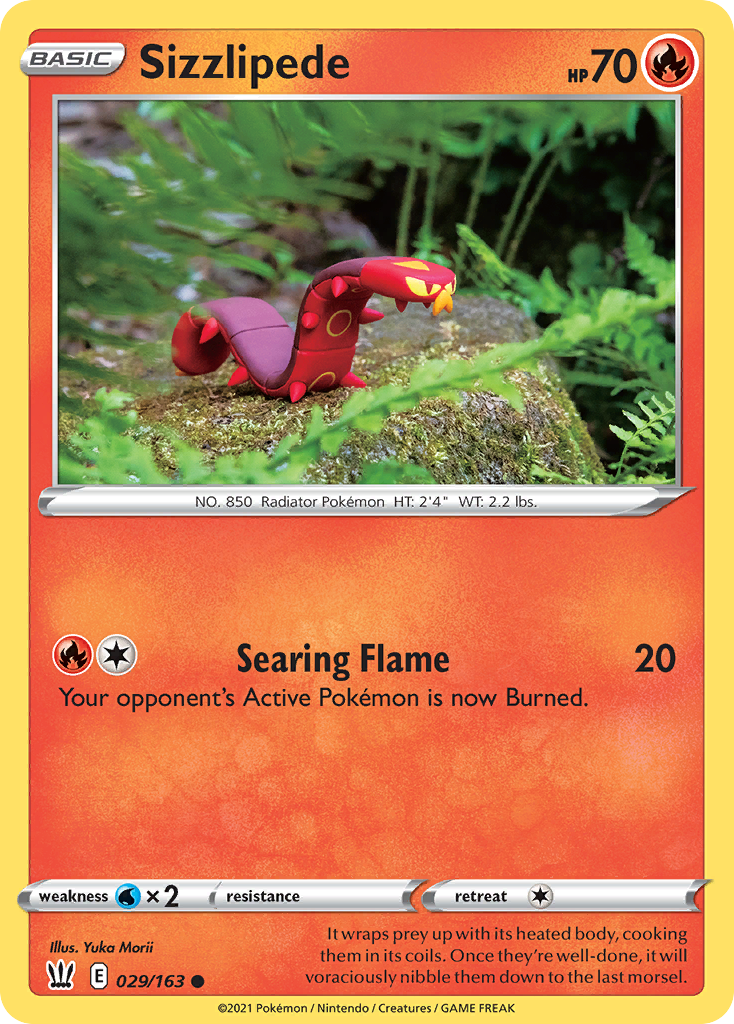 BASIC Sizzlipede HP 70
NO. 850 Radiator Pokémon HT: 2'4" WT: 2.2 lbs.
Searing Flame 20
Your opponent's Active Pokémon is now Burned.
weakness ×2 resistance retreat
Illus. Yuka Morii
E 029/163
It wraps prey up with its heated body, cooking
them in its coils. Once they're well-done, it will
voraciously nibble them down to the last morsel.
©2021 Pokémon / Nintendo / Creatures / GAME FREAK